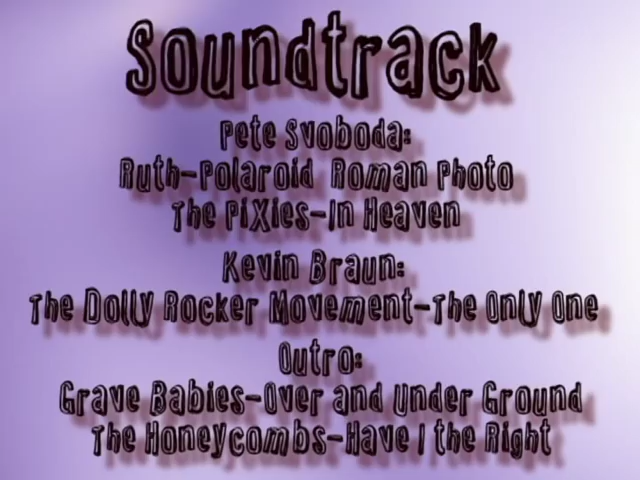 Soundtrack
Pete Svoboda:
Ruth-Polaroid Roman Photo
The PiXies-In Heaven
Kevin Braun:
The Dolly Rocker Movement-The Only One
Outro:
Grave Babies-Over and Under Ground
The Honeycombs-Have I the Right